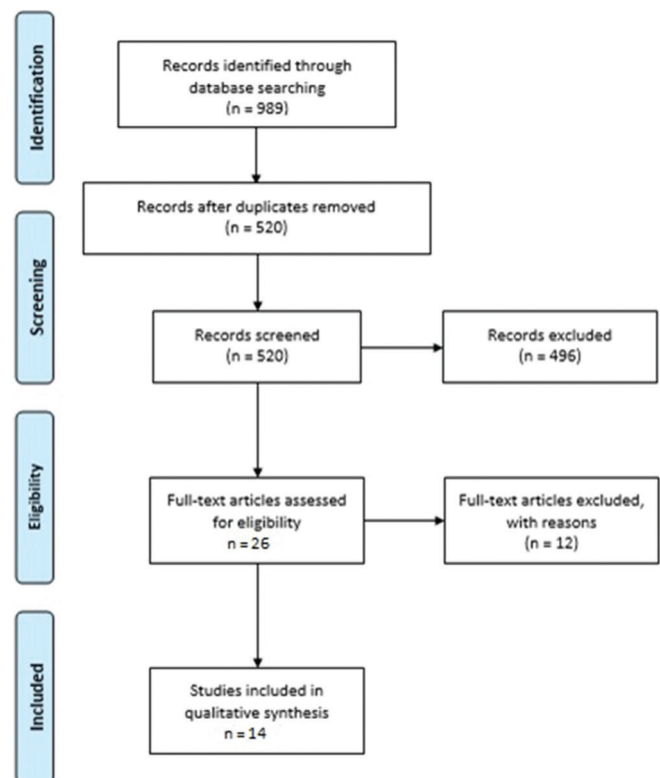 Identification
Records identified through
database searching
(n = 989)
Records after duplicates removed
(n = 520)
Screening
Records screened
(n = 520)
Records excluded
(n = 496)
Eligibility
Full-text articles assessed
for eligibility
n = 26
Full-text articles excluded,
with reasons
(n = 12)
Included
Studies included in
qualitative synthesis
n = 14